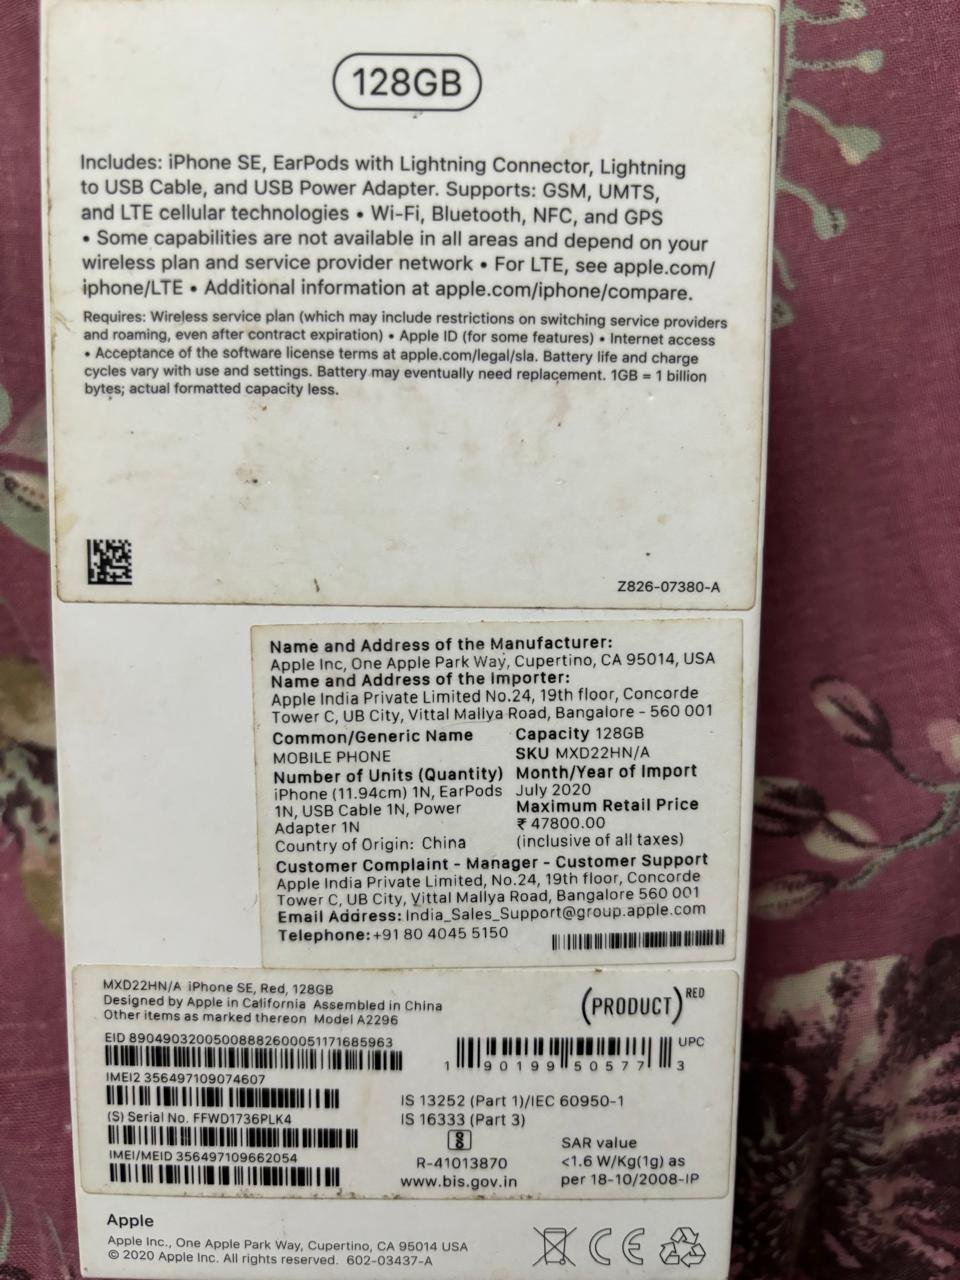 128GB
Includes: iPhone SE, EarPods with Lightning Connector, Lightning
to USB Cable, and USB Power Adapter. Supports: GSM, UMTS,
and LTE cellular technologies • Wi-Fi, Bluetooth, NFC, and GPS
• Some capabilities are not available in all areas and depend on your
wireless plan and service provider network • For LTE, see apple.com/
iphone/LTE • Additional information at apple.com/iphone/compare.
Requires: Wireless service plan (which may include restrictions on switching service providers
and roaming, even after contract expiration) • Apple ID (for some features) • Internet access
• Acceptance of the software license terms at apple.com/legal/sla. Battery life and charge
cycles vary with use and settings. Battery may eventually need replacement. 1GB = 1 billion
bytes; actual formatted capacity less.
Z826-07380-A
Name and Address of the Manufacturer:
Apple Inc, One Apple Park Way, Cupertino, CA 95014, USA
Name and Address of the Importer:
Apple India Private Limited No.24, 19th floor, Concorde
Tower C, UB City, Vittal Mallya Road, Bangalore - 560 001
Common/Generic Name
MOBILE PHONE
Number of Units (Quantity)
iPhone (11.94cm) 1N, EarPods
1N, USB Cable 1N, Power
Adapter 1N
Country of Origin: China
Capacity 128GB
SKU MXD22HN/A
Month/Year of Import
July 2020
Maximum Retail Price
₹ 47800.00
(inclusive of all taxes)
Customer Complaint - Manager - Customer Support
Apple India Private Limited, No.24, 19th floor, Concorde
Tower C, UB City, Vittal Mallya Road, Bangalore 560 001
Email Address: India_Sales_Support@group.apple.com
Telephone: +91 80 4045 5150
MXD22HN/A iPhone SE, Red, 128GB
Designed by Apple in California Assembled in China
Other items as marked thereon Model A2296
(PRODUCT)RED
EID 89049032005008882600051171685963
UPC
1 90199 50577 3
IMEI2 356497109074607
(S) Serial No. FFWD1736PLK4
IMEI/MEID 356497109662054
IS 13252 (Part 1)/IEC 60950-1
IS 16333 (Part 3)
R-41013870
www.bis.gov.in
SAR value
<1.6 W/Kg(1g) as
per 18-10/2008-IP
Apple
Apple Inc., One Apple Park Way, Cupertino, CA 95014 USA
© 2020 Apple Inc. All rights reserved. 602-03437-A
CE